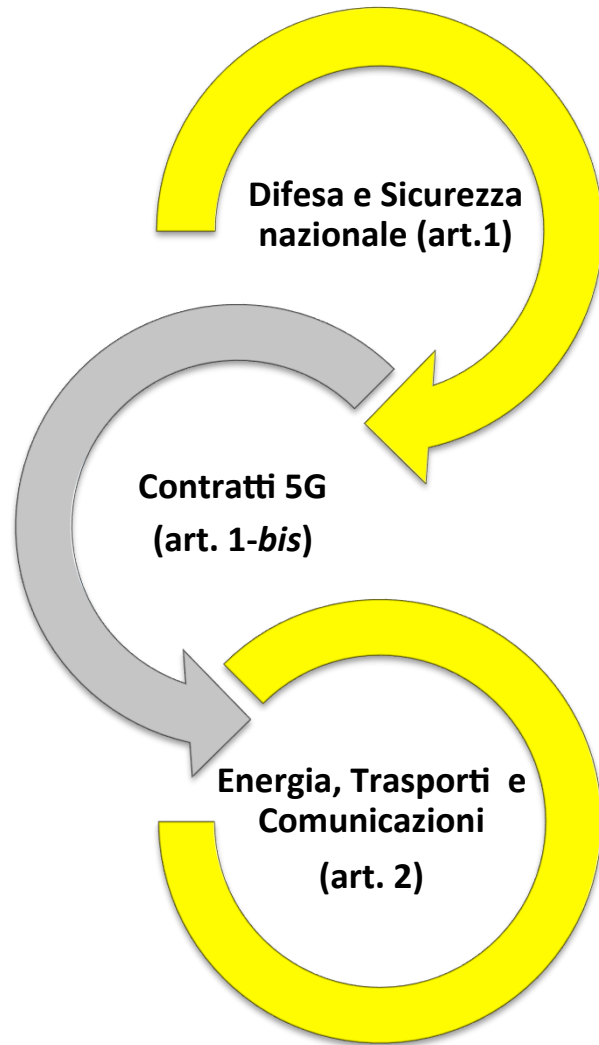 Difesa e Sicurezza
nazionale (art.1)
Contratti 5G
(art. 1-bis)
Energia, Trasporti e
Comunicazioni
(art. 2)